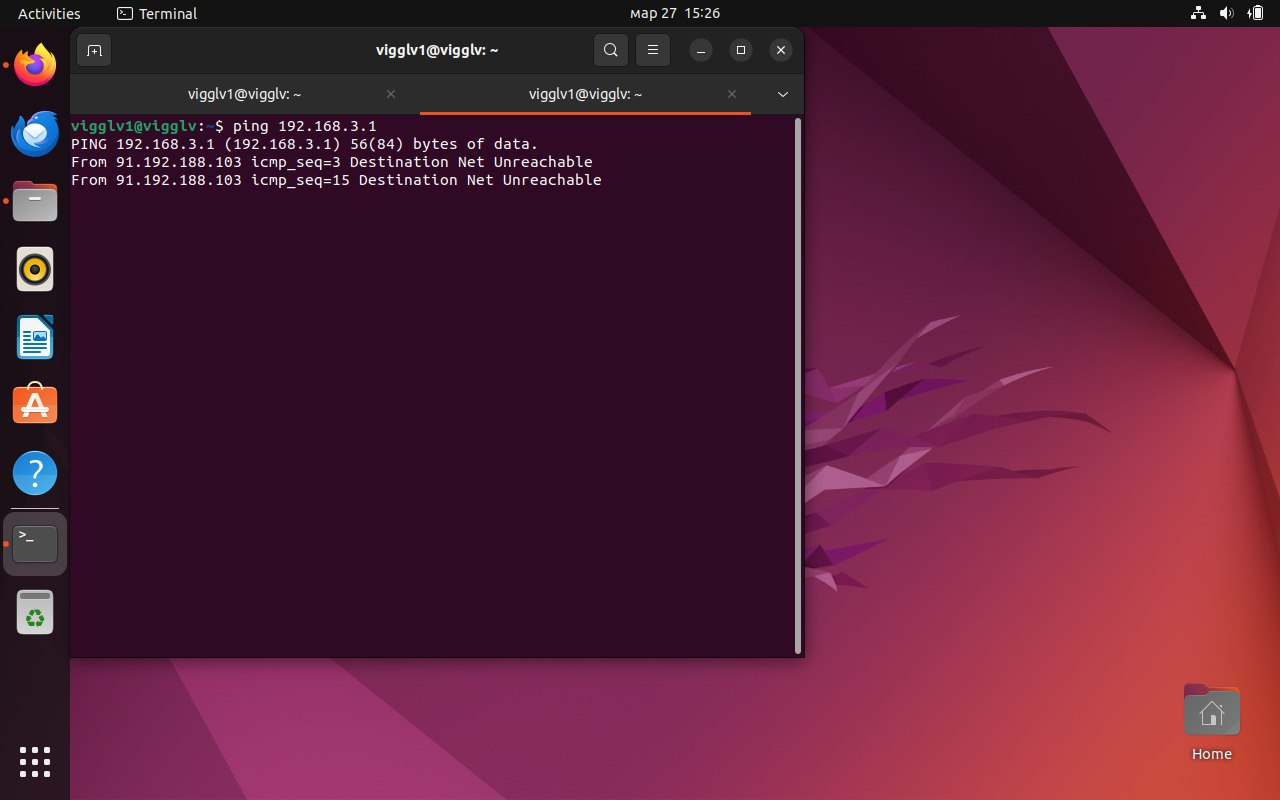 Activities
Terminal
мар 27 15:26
vigglv1@vigglv: ~
vigglv1@vigglv: ~
vigglv1@vigglv: ~
vigglv1@vigglv:~$ ping 192.168.3.1
PING 192.168.3.1 (192.168.3.1) 56(84) bytes of data.
From 91.192.188.103 icmp_seq=3 Destination Net Unreachable
From 91.192.188.103 icmp_seq=15 Destination Net Unreachable
Home